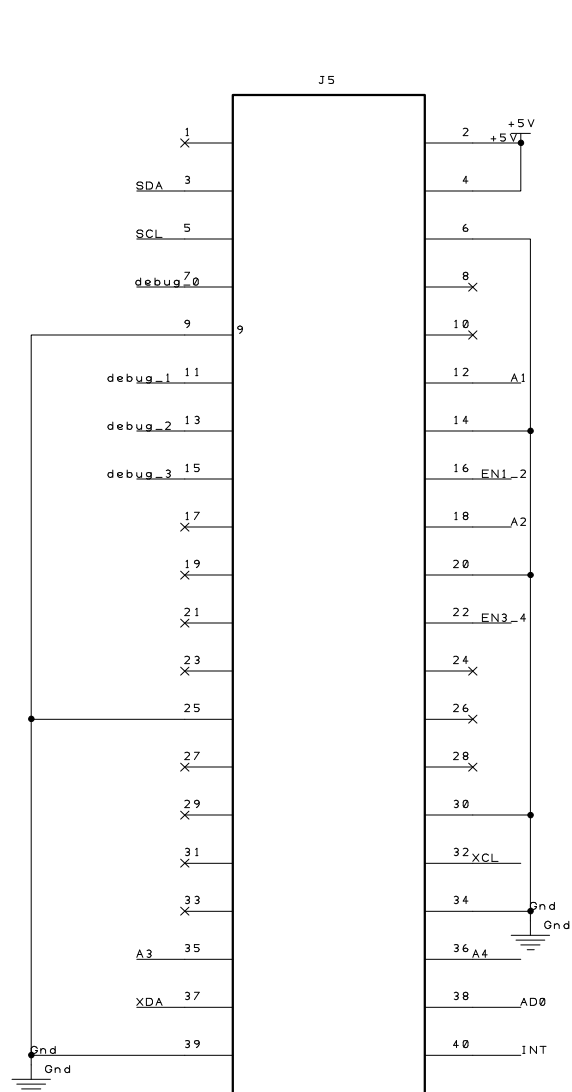 J5
+5V
1 2 +5V
SDA 3 4
SCL 5 6
debug_0 7 8
9 9 10
debug_1 11 12 A1
debug_2 13 14
debug_3 15 16 EN1_2
17 18 A2
19 20
21 22 EN3_4
23 24
25 26
27 28
29 30
31 32 XCL
33 34 Gnd
Gnd
A3 35 36 A4
XDA 37 38 AD0
Gnd 39 40 INT
Gnd